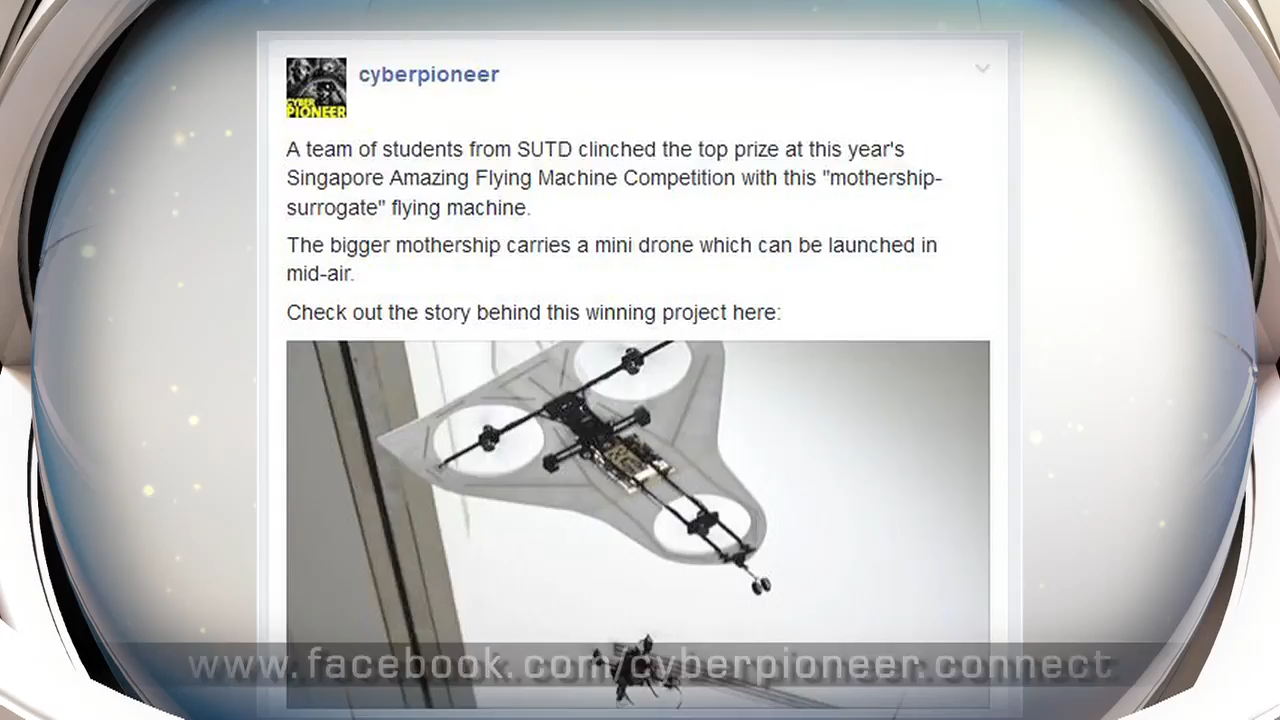 cyberpioneer
CYBER
PIONEER
A team of students from SUTD clinched the top prize at this year's
Singapore Amazing Flying Machine Competition with this "mothership-
surrogate" flying machine.
The bigger mothership carries a mini drone which can be launched in
mid-air.
Check out the story behind this winning project here:
www.facebook.com/cyberpioneer.connect